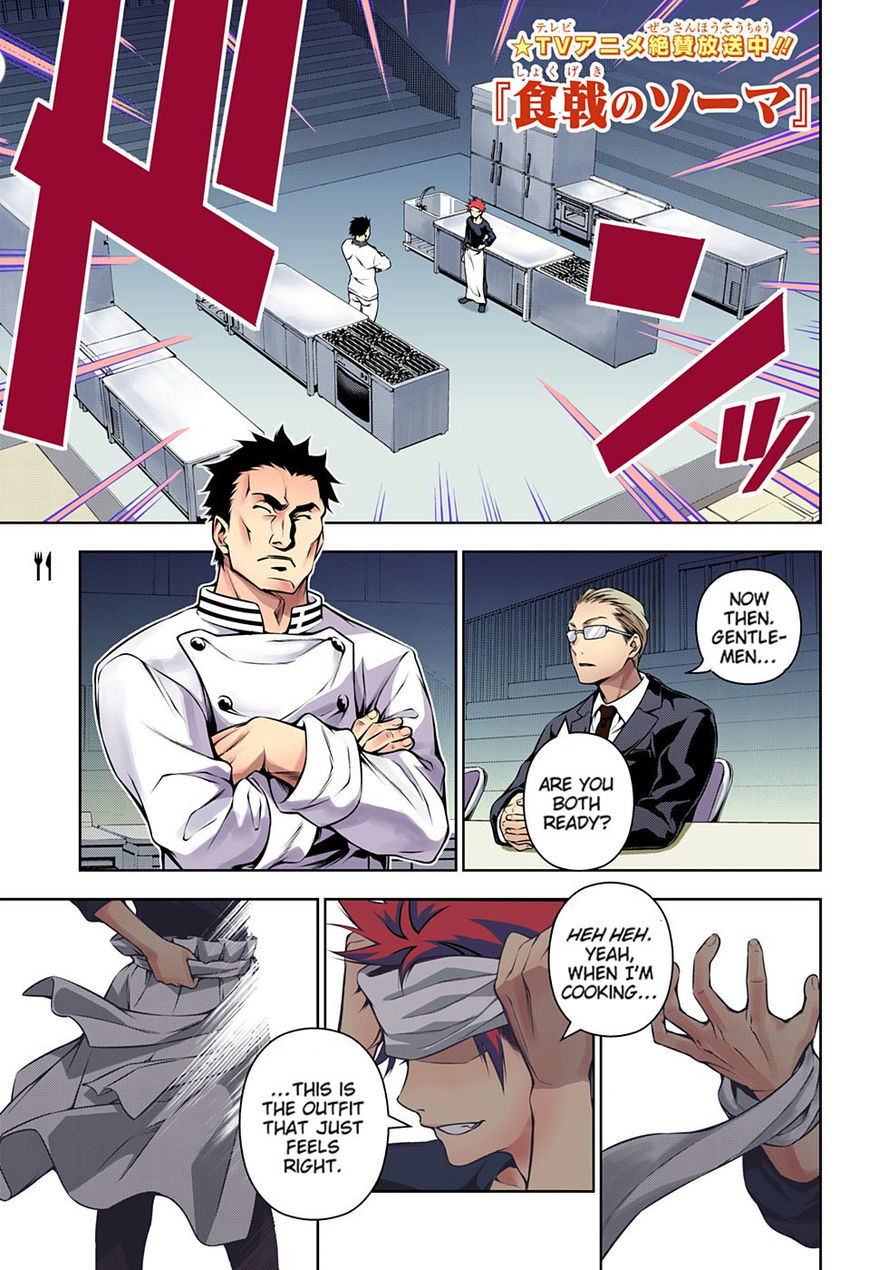 テレビ ぜっさんほうそうちゅう
★TVアニメ絶賛放送中!!
しょくげき
『食戟のソーマ』
ドドッ
NOW
THEN.
GENTLE-
MEN...
ARE YOU
BOTH
READY?
HEH HEH.
YEAH,
WHEN I'M
COOKING...
...THIS IS
THE OUTFIT
THAT JUST
FEELS
RIGHT.